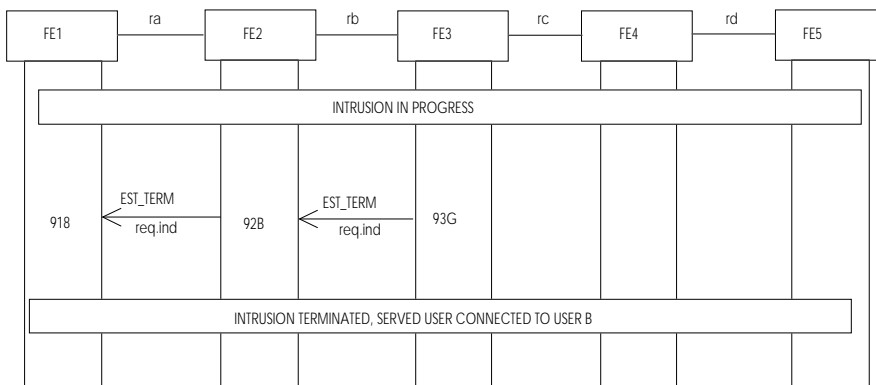 FE1 ra FE2 rb FE3 rc FE4 rd FE5
INTRUSION IN PROGRESS
EST_TERM EST_TERM
918 92B 93G
req.ind req.ind
INTRUSION TERMINATED, SERVED USER CONNECTED TO USER B